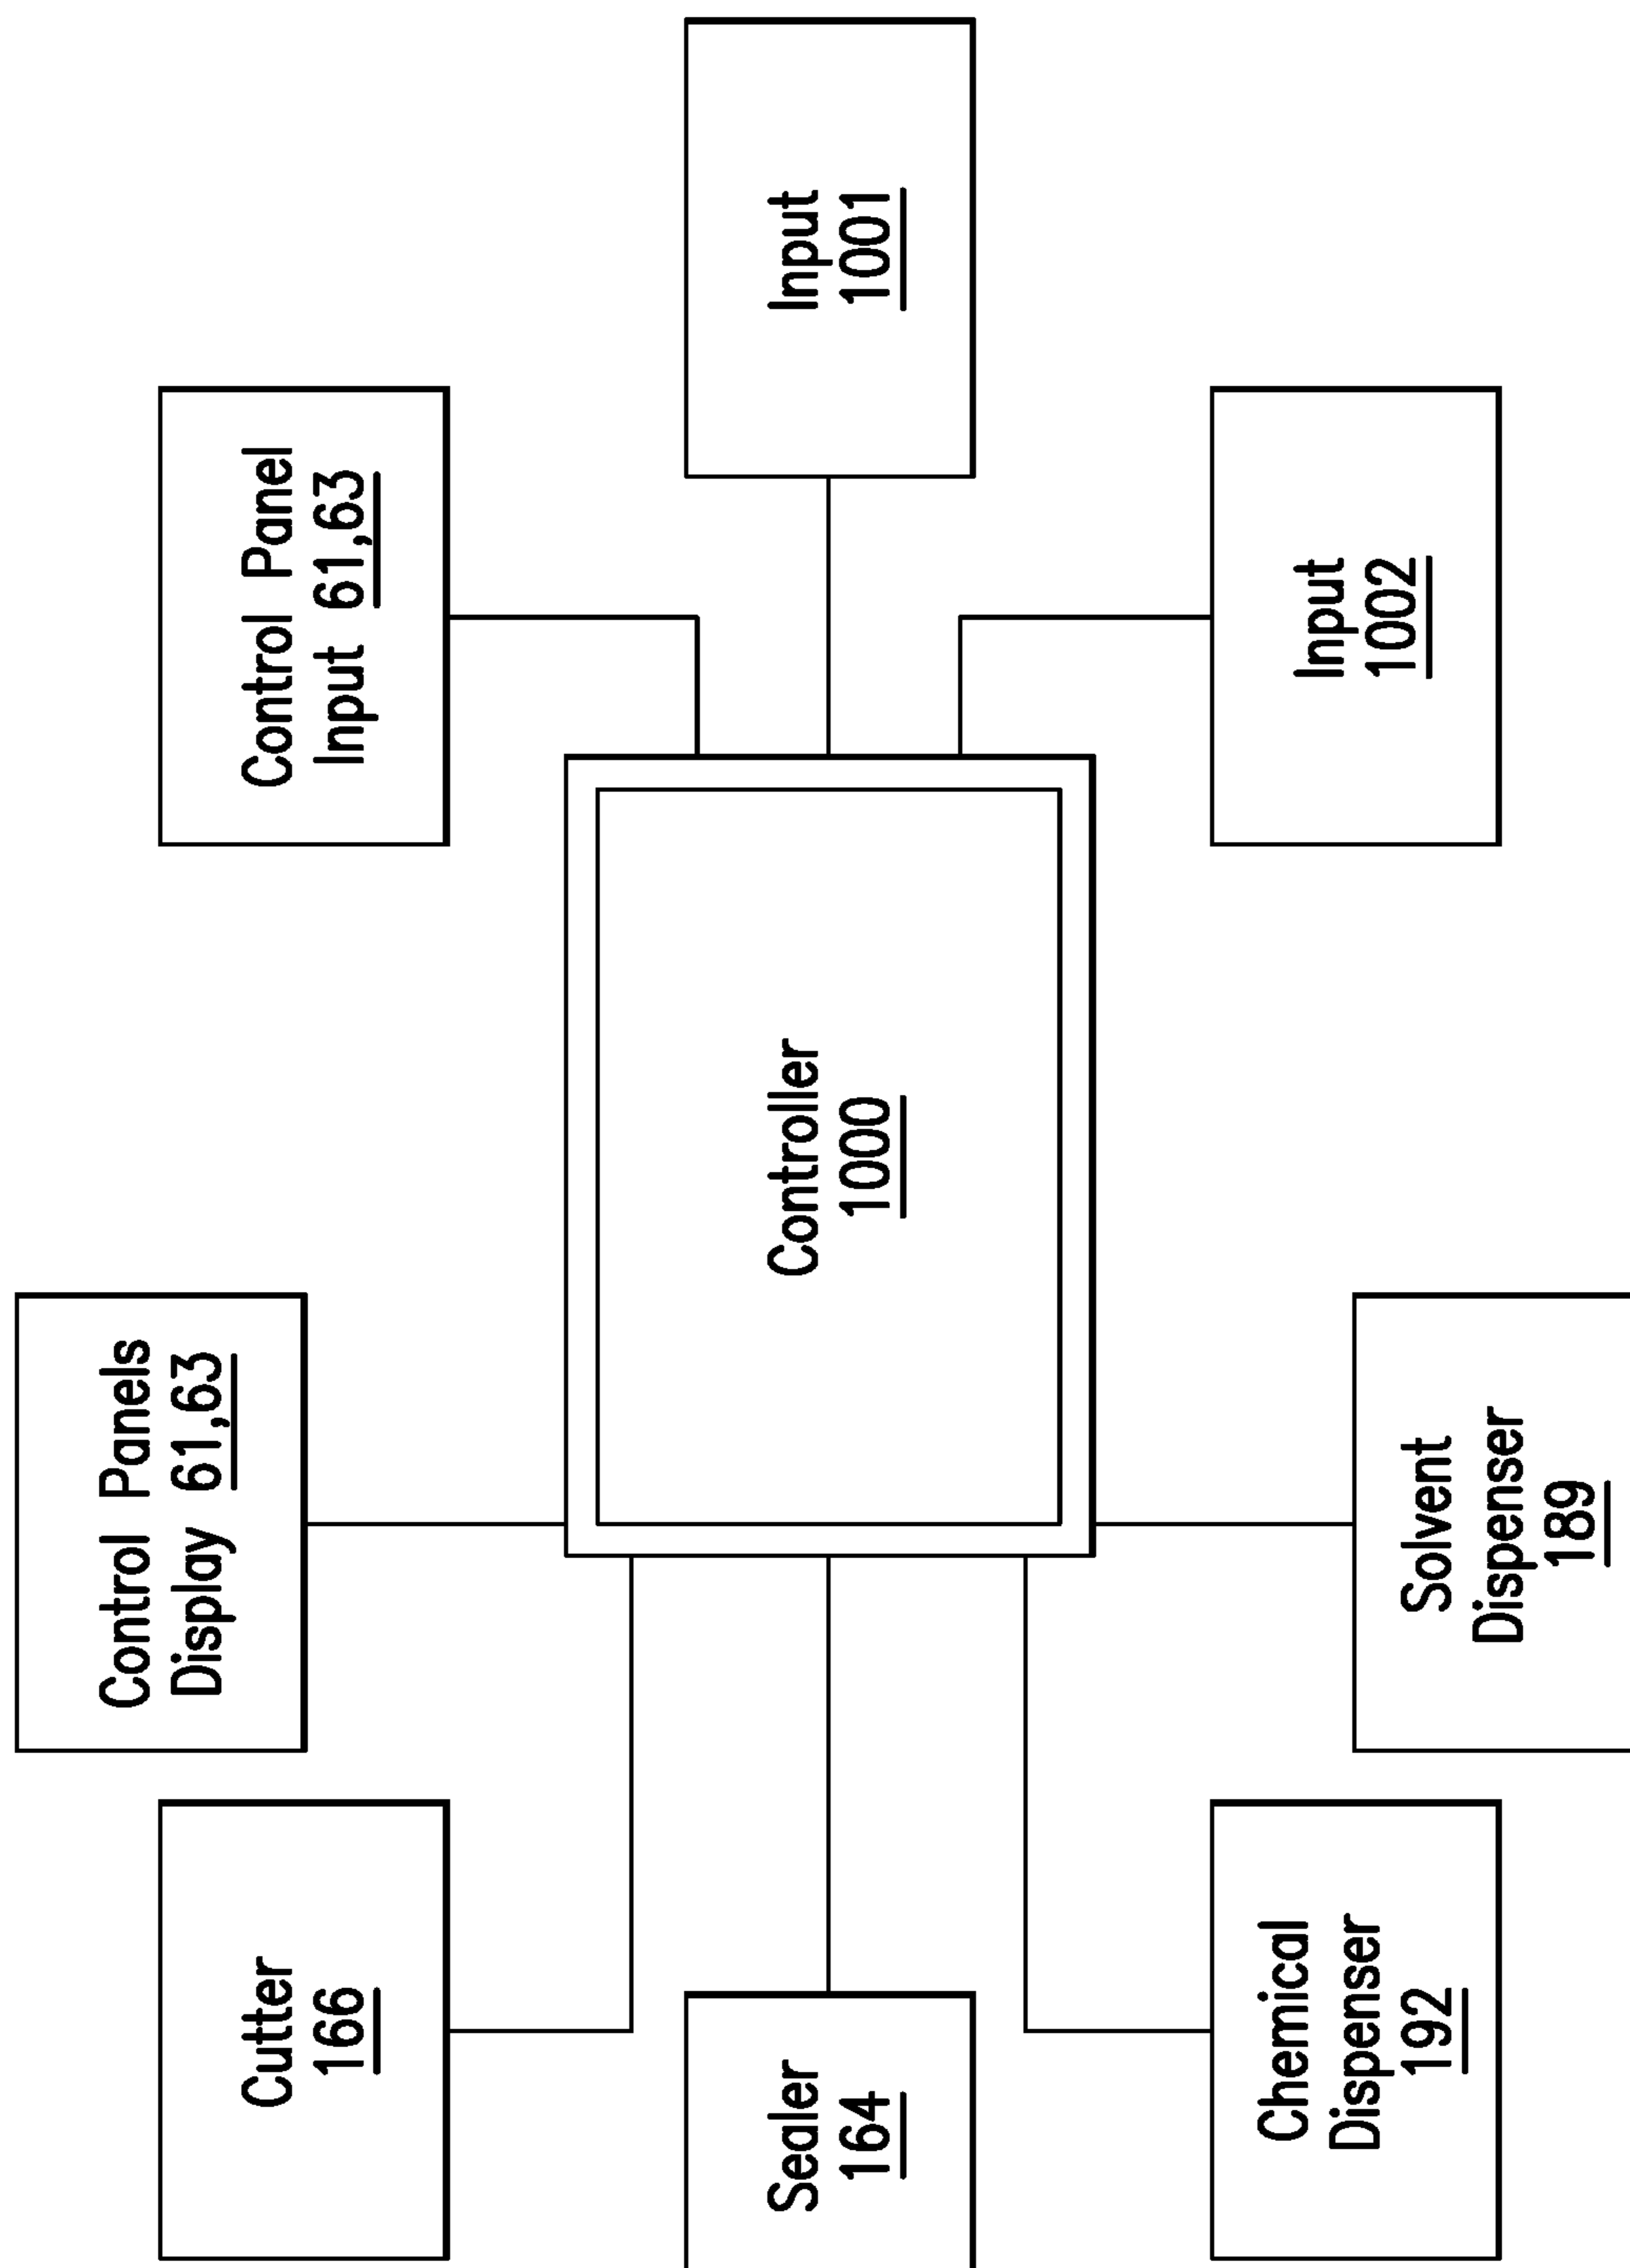 Control Panels
Display 61,63
Cutter
166
Control Panel
Input 61,63
Sealer
164
Controller
1000
Input
1001
Chemical
Dispenser
192
Input
1002
Solvent
Dispenser
189